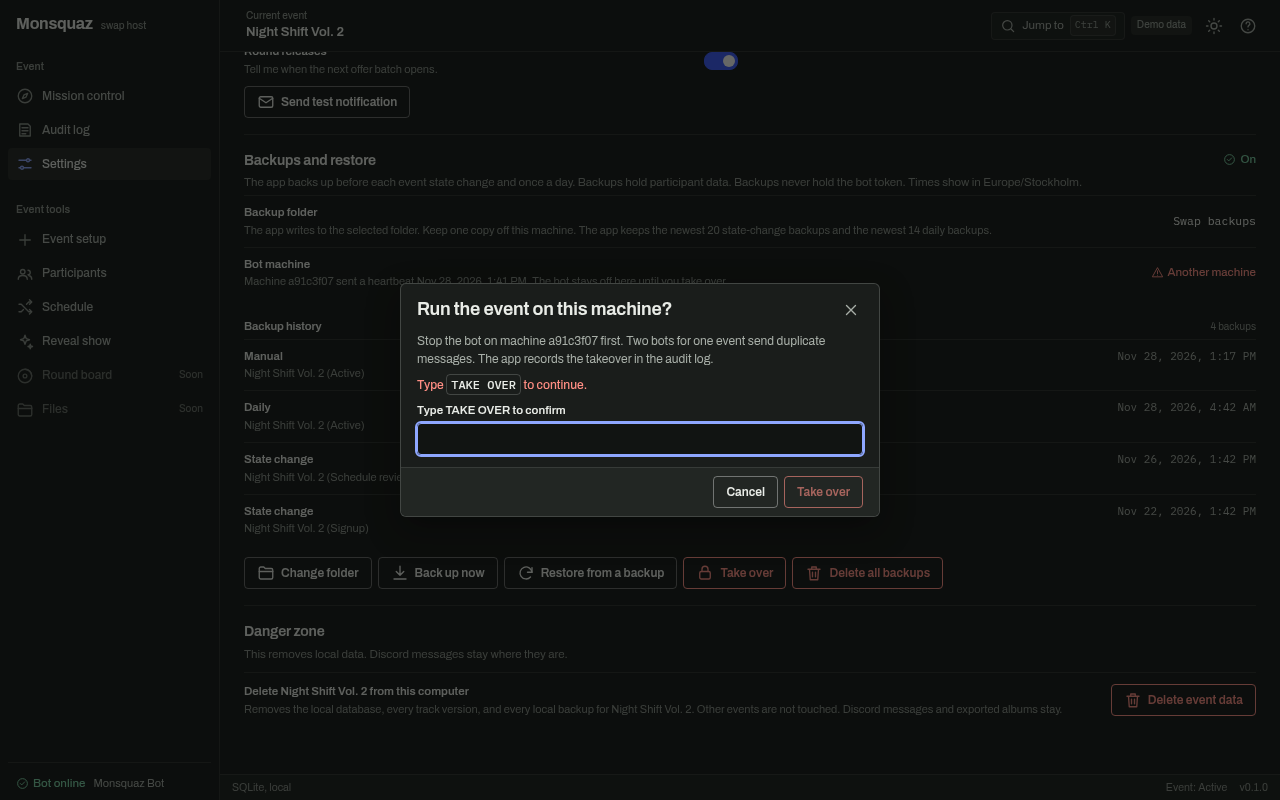 Monsquaz swap host
Current event
Night Shift Vol. 2
Jump to Ctrl K
Demo data
Event
Mission control
Audit log
Settings
Event tools
Event setup
Participants
Schedule
Reveal show
Round board Soon
Files Soon
Bot online Monsquaz Bot
Round releases
Tell me when the next offer batch opens.
Send test notification
Backups and restore
On
The app backs up before each event state change and once a day. Backups hold participant data. Backups never hold the bot token. Times show in Europe/Stockholm.
Backup folder
The app writes to the selected folder. Keep one copy off this machine. The app keeps the newest 20 state-change backups and the newest 14 daily backups.
Swap backups
Bot machine
Machine a91c3f07 sent a heartbeat Nov 28, 2026, 1:41 PM. The bot stays off here until you take over.
Another machine
Backup history
4 backups
Manual
Night Shift Vol. 2 (Active)
Nov 28, 2026, 1:17 PM
Daily
Night Shift Vol. 2 (Active)
Nov 28, 2026, 4:42 AM
State change
Night Shift Vol. 2 (Schedule revie
Nov 26, 2026, 1:42 PM
State change
Night Shift Vol. 2 (Signup)
Nov 22, 2026, 1:42 PM
Run the event on this machine?
Stop the bot on machine a91c3f07 first. Two bots for one event send duplicate
messages. The app records the takeover in the audit log.
Type TAKE OVER to continue.
Type TAKE OVER to confirm
Cancel
Take over
Change folder
Back up now
Restore from a backup
Take over
Delete all backups
Danger zone
This removes local data. Discord messages stay where they are.
Delete Night Shift Vol. 2 from this computer
Removes the local database, every track version, and every local backup for Night Shift Vol. 2. Other events are not touched. Discord messages and exported albums stay.
Delete event data
SQLite, local
Event: Active v0.1.0